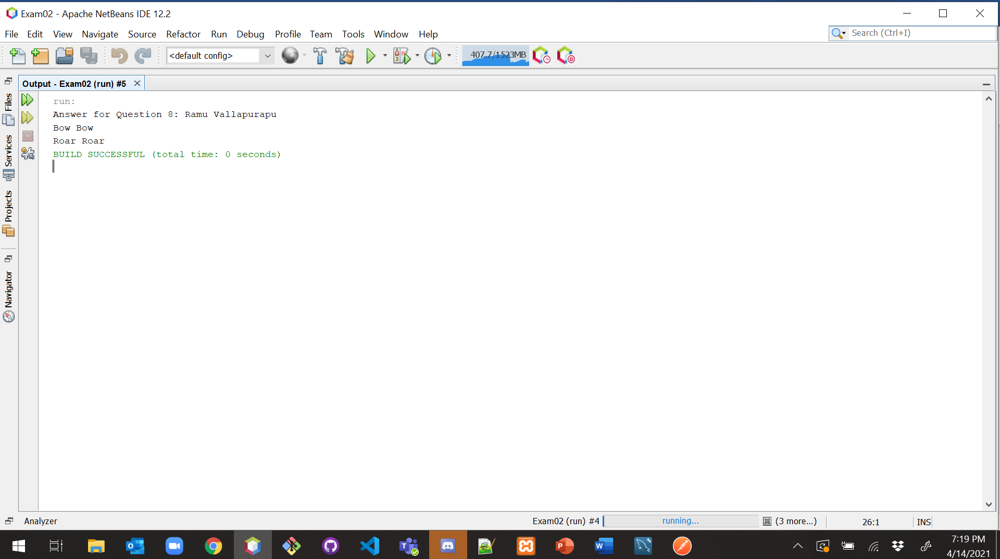 Exam02 - Apache NetBeans IDE 12.2
File Edit View Navigate Source Refactor Run Debug Profile Team Tools Window Help
Search (Ctrl+I)
<default config>
407.7/1523MB
Output - Exam02 (run) #5
Files
Services
Projects
Navigator
run:
Answer for Question 8: Ramu Vallapurapu
Bow Bow
Roar Roar
BUILD SUCCESSFUL (total time: 0 seconds)
Analyzer
Exam02 (run) #4
running...
(3 more...)
26:1
INS
7:19 PM
4/14/2021